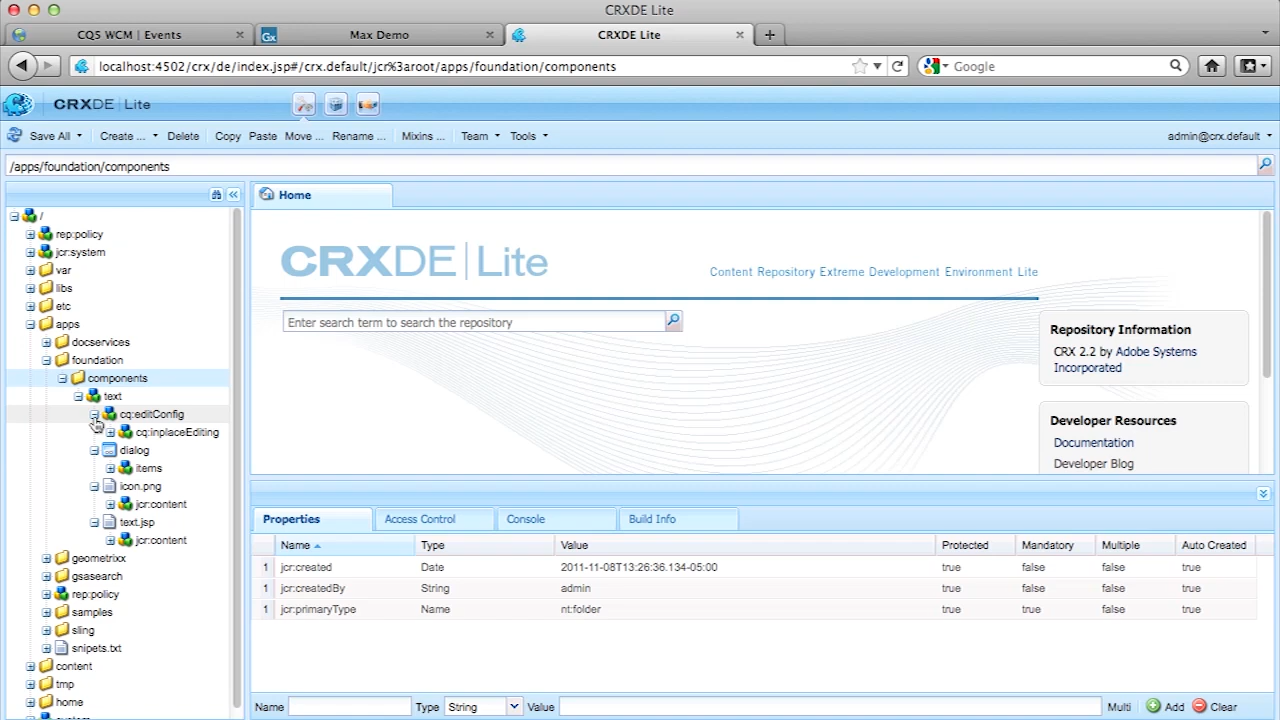 CRXDE Lite
CQ5 WCM | Events
Gx
Max Demo
CRXDE Lite
localhost:4502/crx/de/index.jsp#/crx.default/jcr%3aroot/apps/foundation/components
Google
CRXDE | Lite
Save All
Create ...
Delete
Copy
Paste
Move ...
Rename ...
Mixins ...
Team
Tools
admin@crx.default
/apps/foundation/components
/
rep:policy
jcr:system
var
libs
etc
apps
docservices
foundation
components
text
cq:editConfig
cq:inplaceEditing
dialog
items
icon.png
jcr:content
text.jsp
jcr:content
geometrixx
gsasearch
rep:policy
samples
sling
snipets.txt
content
tmp
home
Home
CRXDE | Lite
Content Repository Extreme Development Environment Lite
Enter search term to search the repository
Repository Information
CRX 2.2 by Adobe Systems
Incorporated
Developer Resources
Documentation
Developer Blog
Properties
Access Control
Console
Build Info
Name Type Value Protected Mandatory Multiple Auto Created
1 jcr:created Date 2011-11-08T13:26:36.134-05:00 true false false true
1 jcr:createdBy String admin true false false true
1 jcr:primaryType Name nt:folder true true false true
Name Type String Value Multi Add Clear